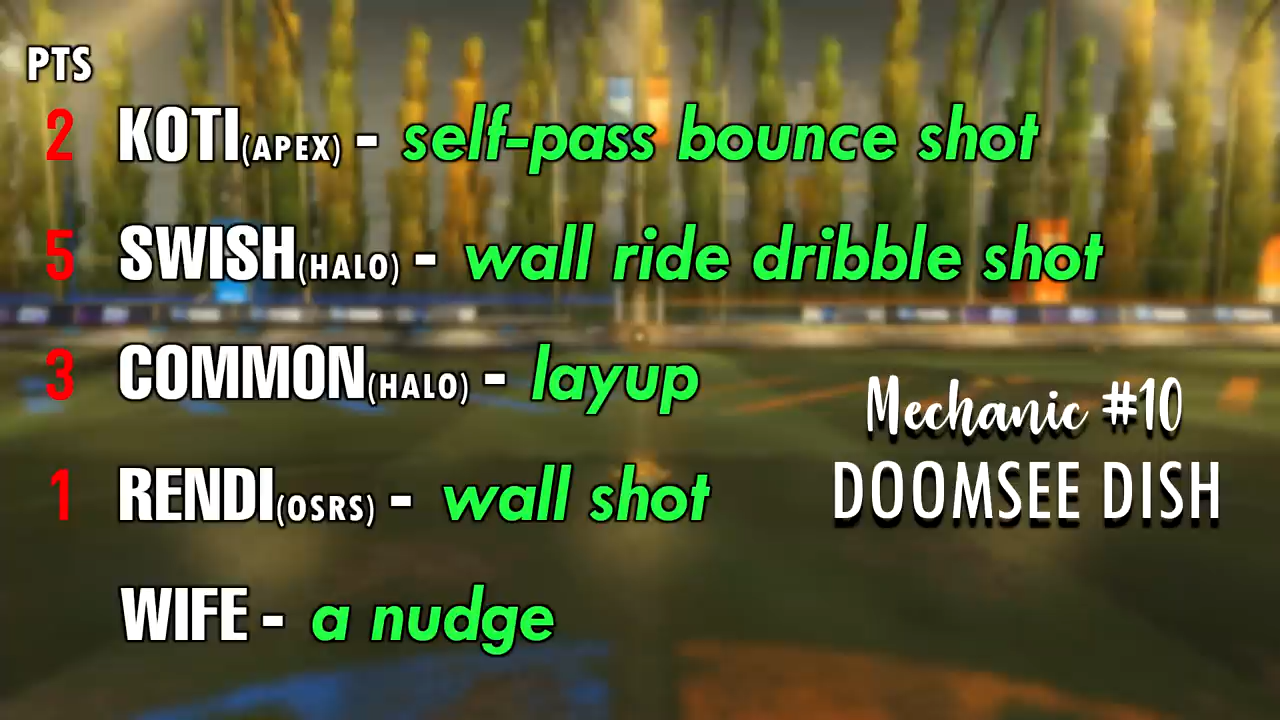 PTS
2 KOTI(APEX) - self-pass bounce shot
5 SWISH(HALO) - wall ride dribble shot
3 COMMON(HALO) - layup
Mechanic #10
DOOMSEE DISH
1 RENDI(OSRS) - wall shot
WIFE - a nudge